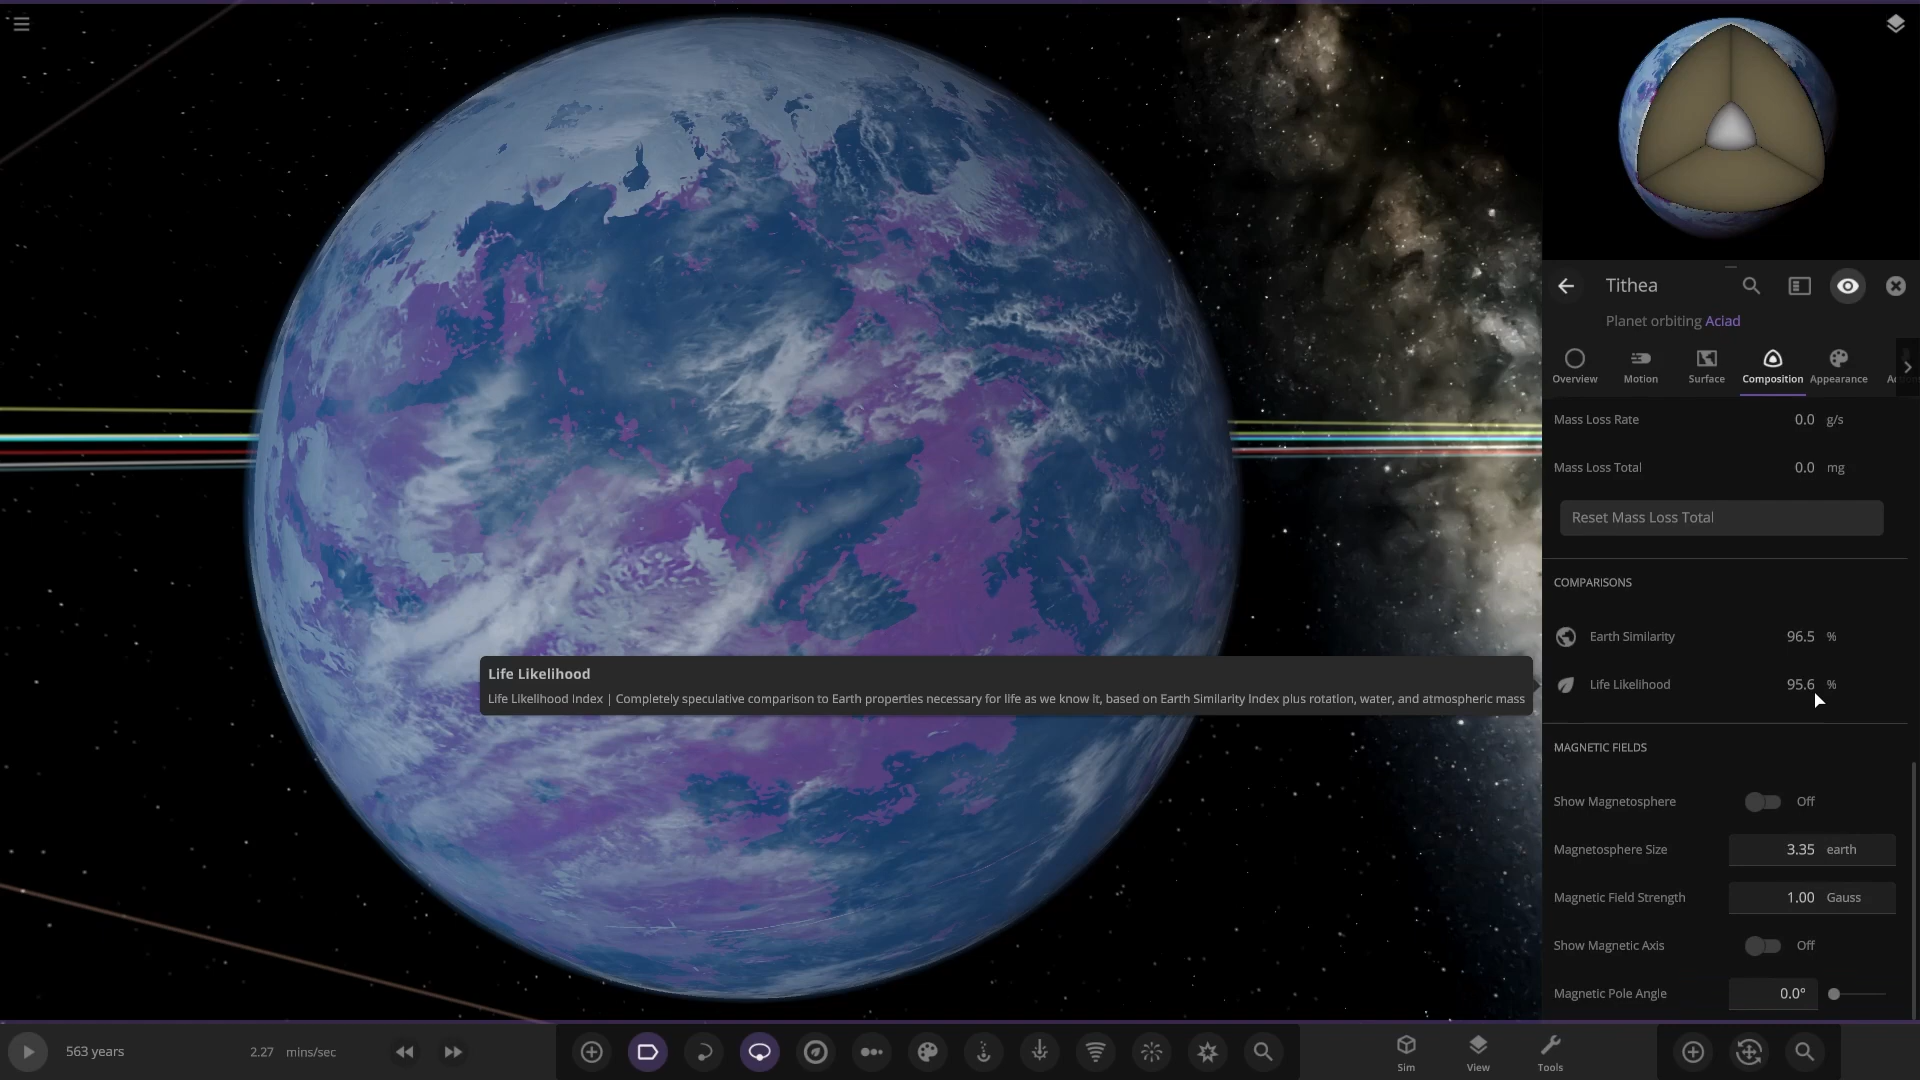 Tithea
Planet orbiting Aciad
Overview
Motion
Surface
Composition
Appearance
Mass Loss Rate 0.0 g/s
Mass Loss Total 0.0 mg
Reset Mass Loss Total
COMPARISONS
Earth Similarity 96.5 %
Life Likelihood
Life Likelihood Index | Completely speculative comparison to Earth properties necessary for life as we know it, based on Earth Similarity Index plus rotation, water, and atmospheric mass
Life Likelihood 95.6 %
MAGNETIC FIELDS
Show Magnetosphere Off
Magnetosphere Size 3.35 earth
Magnetic Field Strength 1.00 Gauss
Show Magnetic Axis Off
Magnetic Pole Angle 0.0°
563 years
2.27 mins/sec
Sim
View
Tools